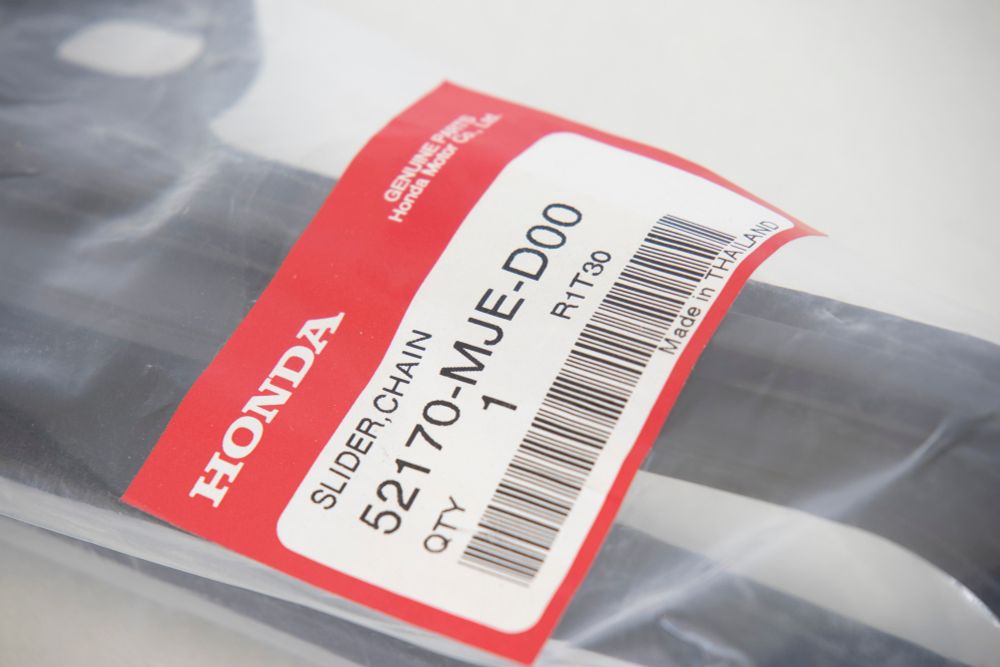 GENUINE PARTS
Honda Motor Co., Ltd.
HONDA
SLIDER,CHAIN
52170-MJE-D00
QTY 1 R1T30
Made in THAILAND